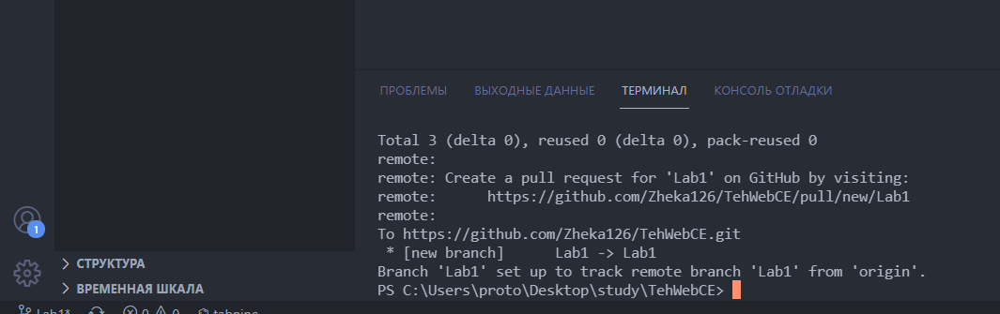 ПРОБЛЕМЫ ВЫХОДНЫЕ ДАННЫЕ ТЕРМИНАЛ КОНСОЛЬ ОТЛАДКИ
Total 3 (delta 0), reused 0 (delta 0), pack-reused 0
remote:
remote: Create a pull request for 'Lab1' on GitHub by visiting:
remote:      https://github.com/Zheka126/TehWebCE/pull/new/Lab1
remote:
To https://github.com/Zheka126/TehWebCE.git
 * [new branch]      Lab1 -> Lab1
Branch 'Lab1' set up to track remote branch 'Lab1' from 'origin'.
PS C:\Users\proto\Desktop\study\TehWebCE>
1
СТРУКТУРА
ВРЕМЕННАЯ ШКАЛА
Lab1* 0 0 tabnine